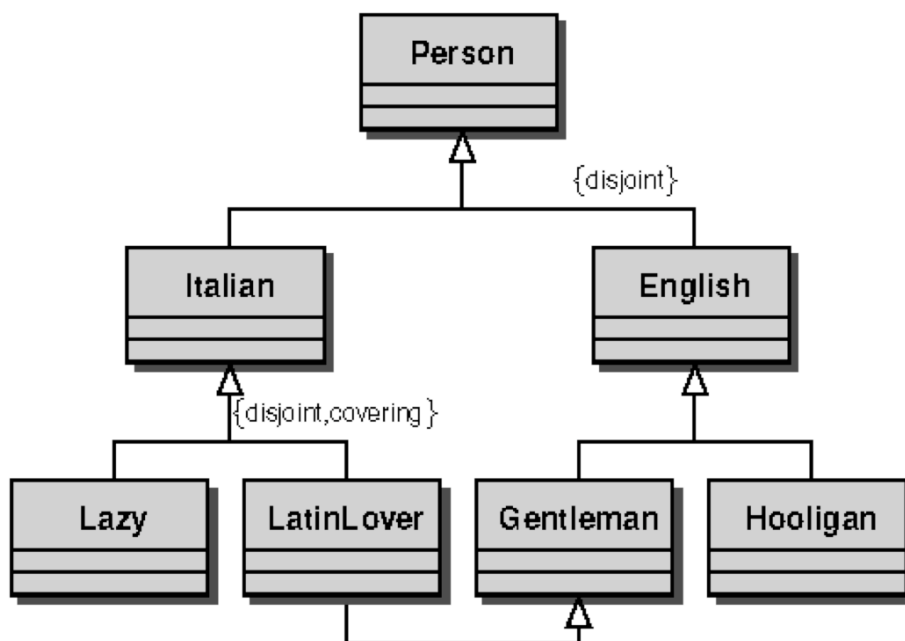 Person
{disjoint}
Italian
English
{disjoint,covering}
Lazy
LatinLover
Gentleman
Hooligan